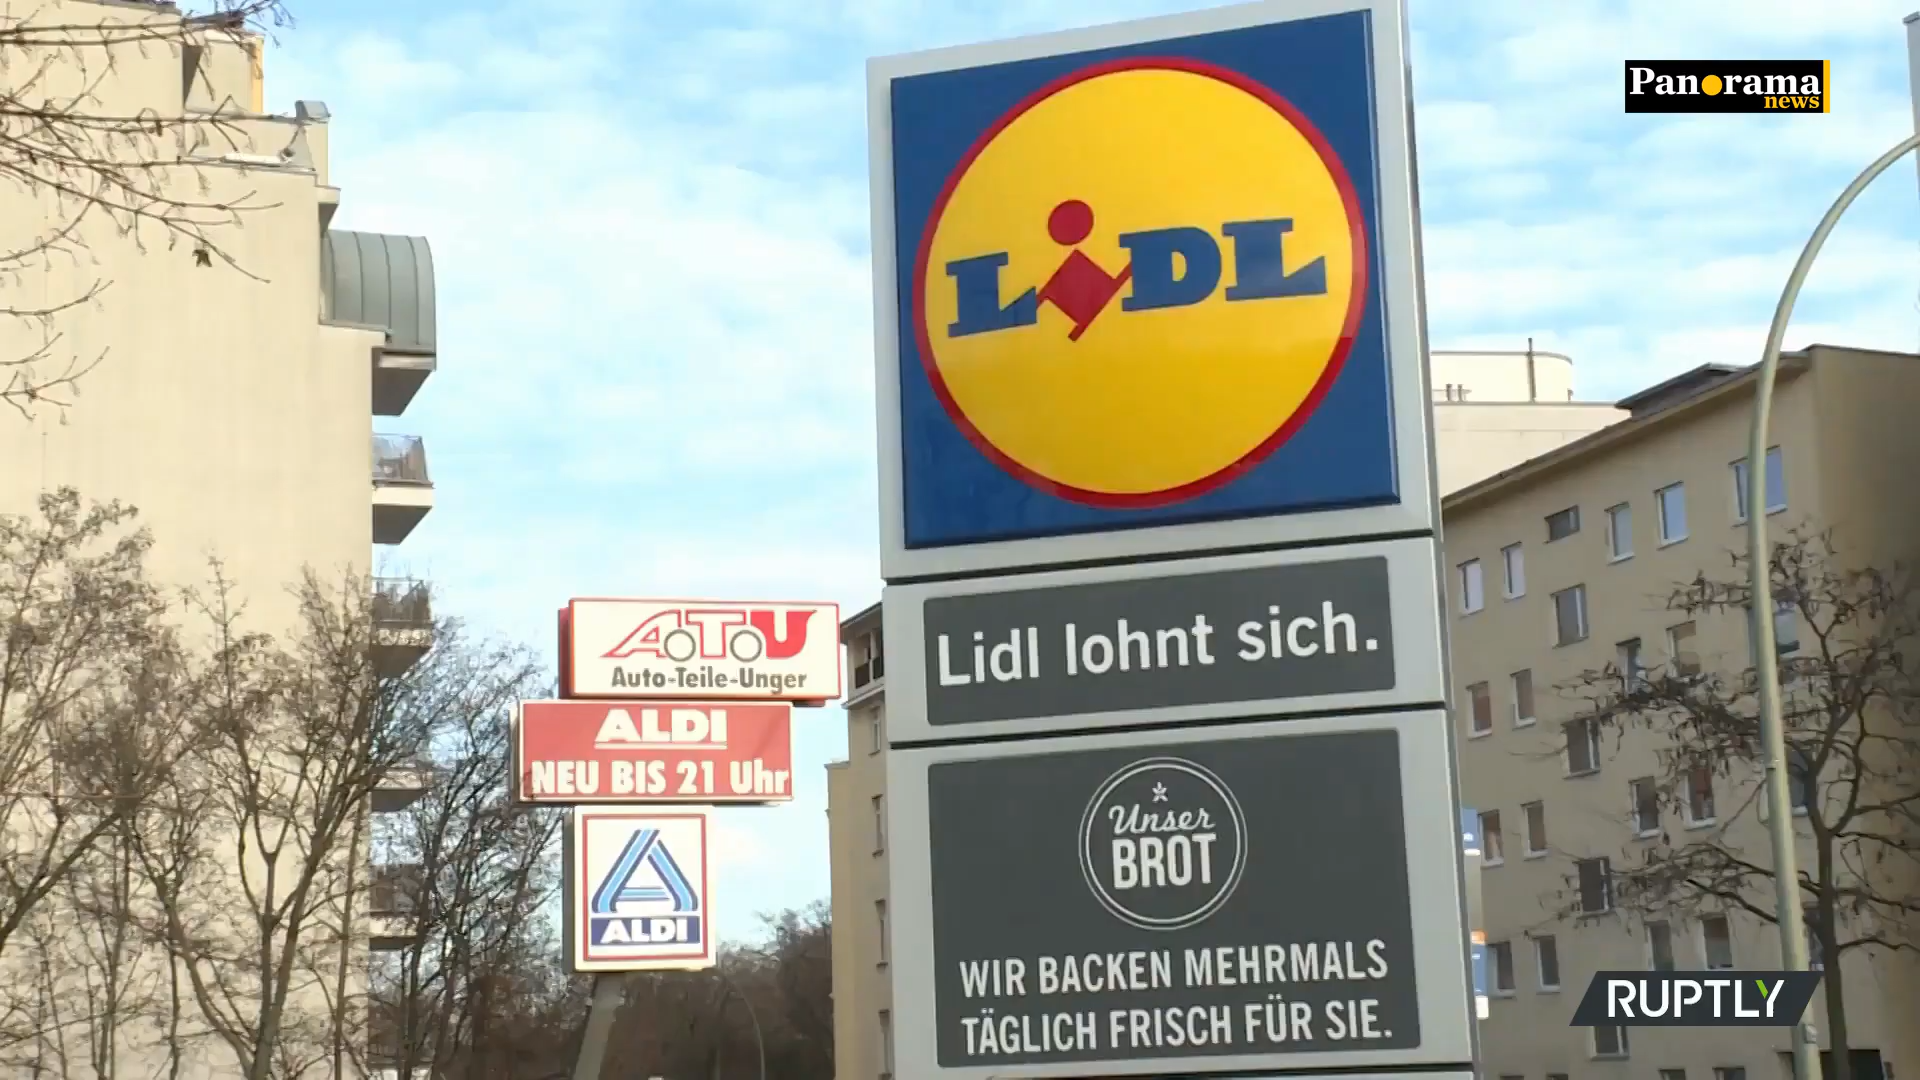 Panorama
news
LiDL
Lidl lohnt sich.
Unser
BROT
WIR BACKEN MEHRMALS
TÄGLICH FRISCH FÜR SIE.
ATU
Auto-Teile-Unger
ALDI
NEU BIS 21 Uhr
ALDI
RUPTLY